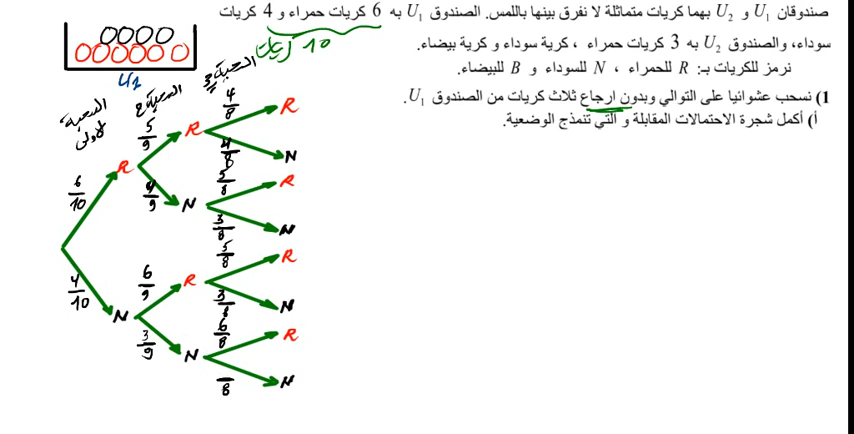 صندوقان U₁ و U₂ بهما كريات متماثلة لا نفرق بينها باللمس. الصندوق U₁ به 6 كريات حمراء و 4 كريات
سوداء، والصندوق U₂ به 3 كريات حمراء ، كرية سوداء و كرية بيضاء.
نرمز للكريات بـ: R للحمراء ، N للسوداء و B للبيضاء.
1) نسحب عشوائيا على التوالي وبدون ارجاع ثلاث كريات من الصندوق U₁.
أ) أكمل شجرة الاحتمالات المقابلة و التي تنمذج الوضعية.
10 كريات
U₁
السحبة الأولى
السحبة 2
السحبة 3
6/10 R
5/9 R
4/8 R
4/8 N
4/9 N
5/8 R
3/8 N
4/10 N
6/9 R
5/8 R
3/8 N
3/9 N
6/8 R
/8 N